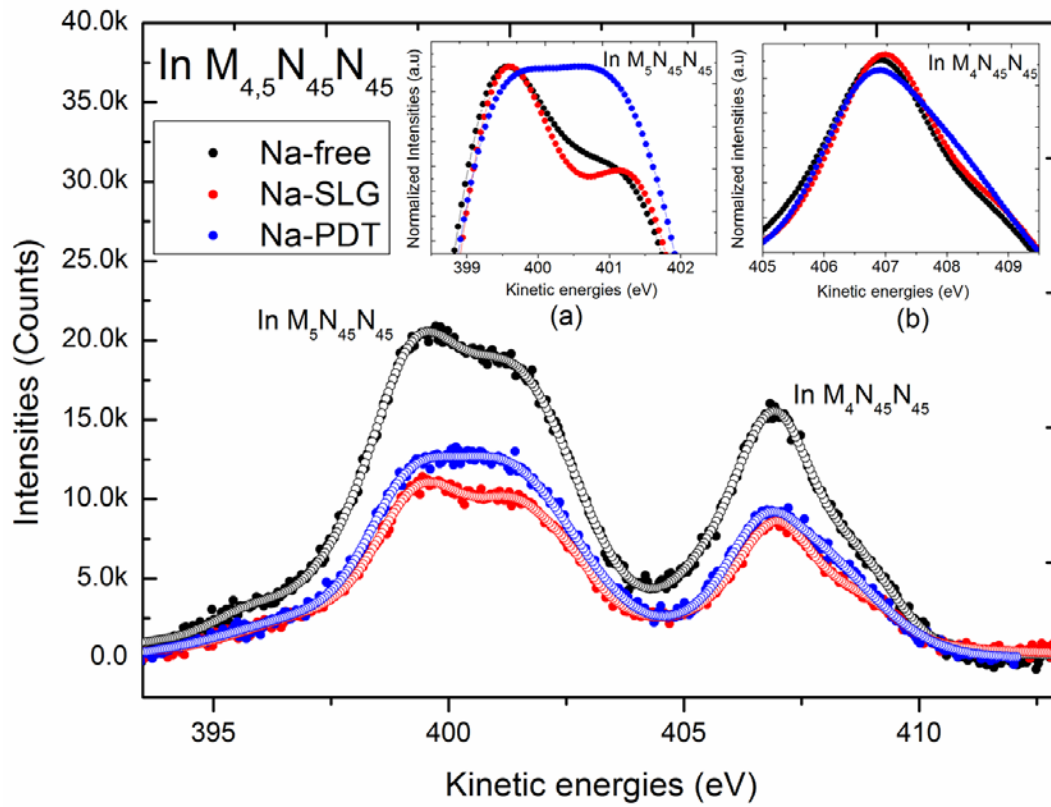 40.0k
35.0k
30.0k
25.0k
20.0k
15.0k
10.0k
5.0k
0.0
Intensities (Counts)
In M4,5N45N45
Na-free
Na-SLG
Na-PDT
In M5N45N45
Normalized Intensities (a.u)
399 400 401 402
Kinetic energies (eV)
(a)
In M4N45N45
Normalized intensities (a.u)
405 406 407 408 409
Kinetic energies (eV)
(b)
In M5N45N45
In M4N45N45
395 400 405 410
Kinetic energies (eV)